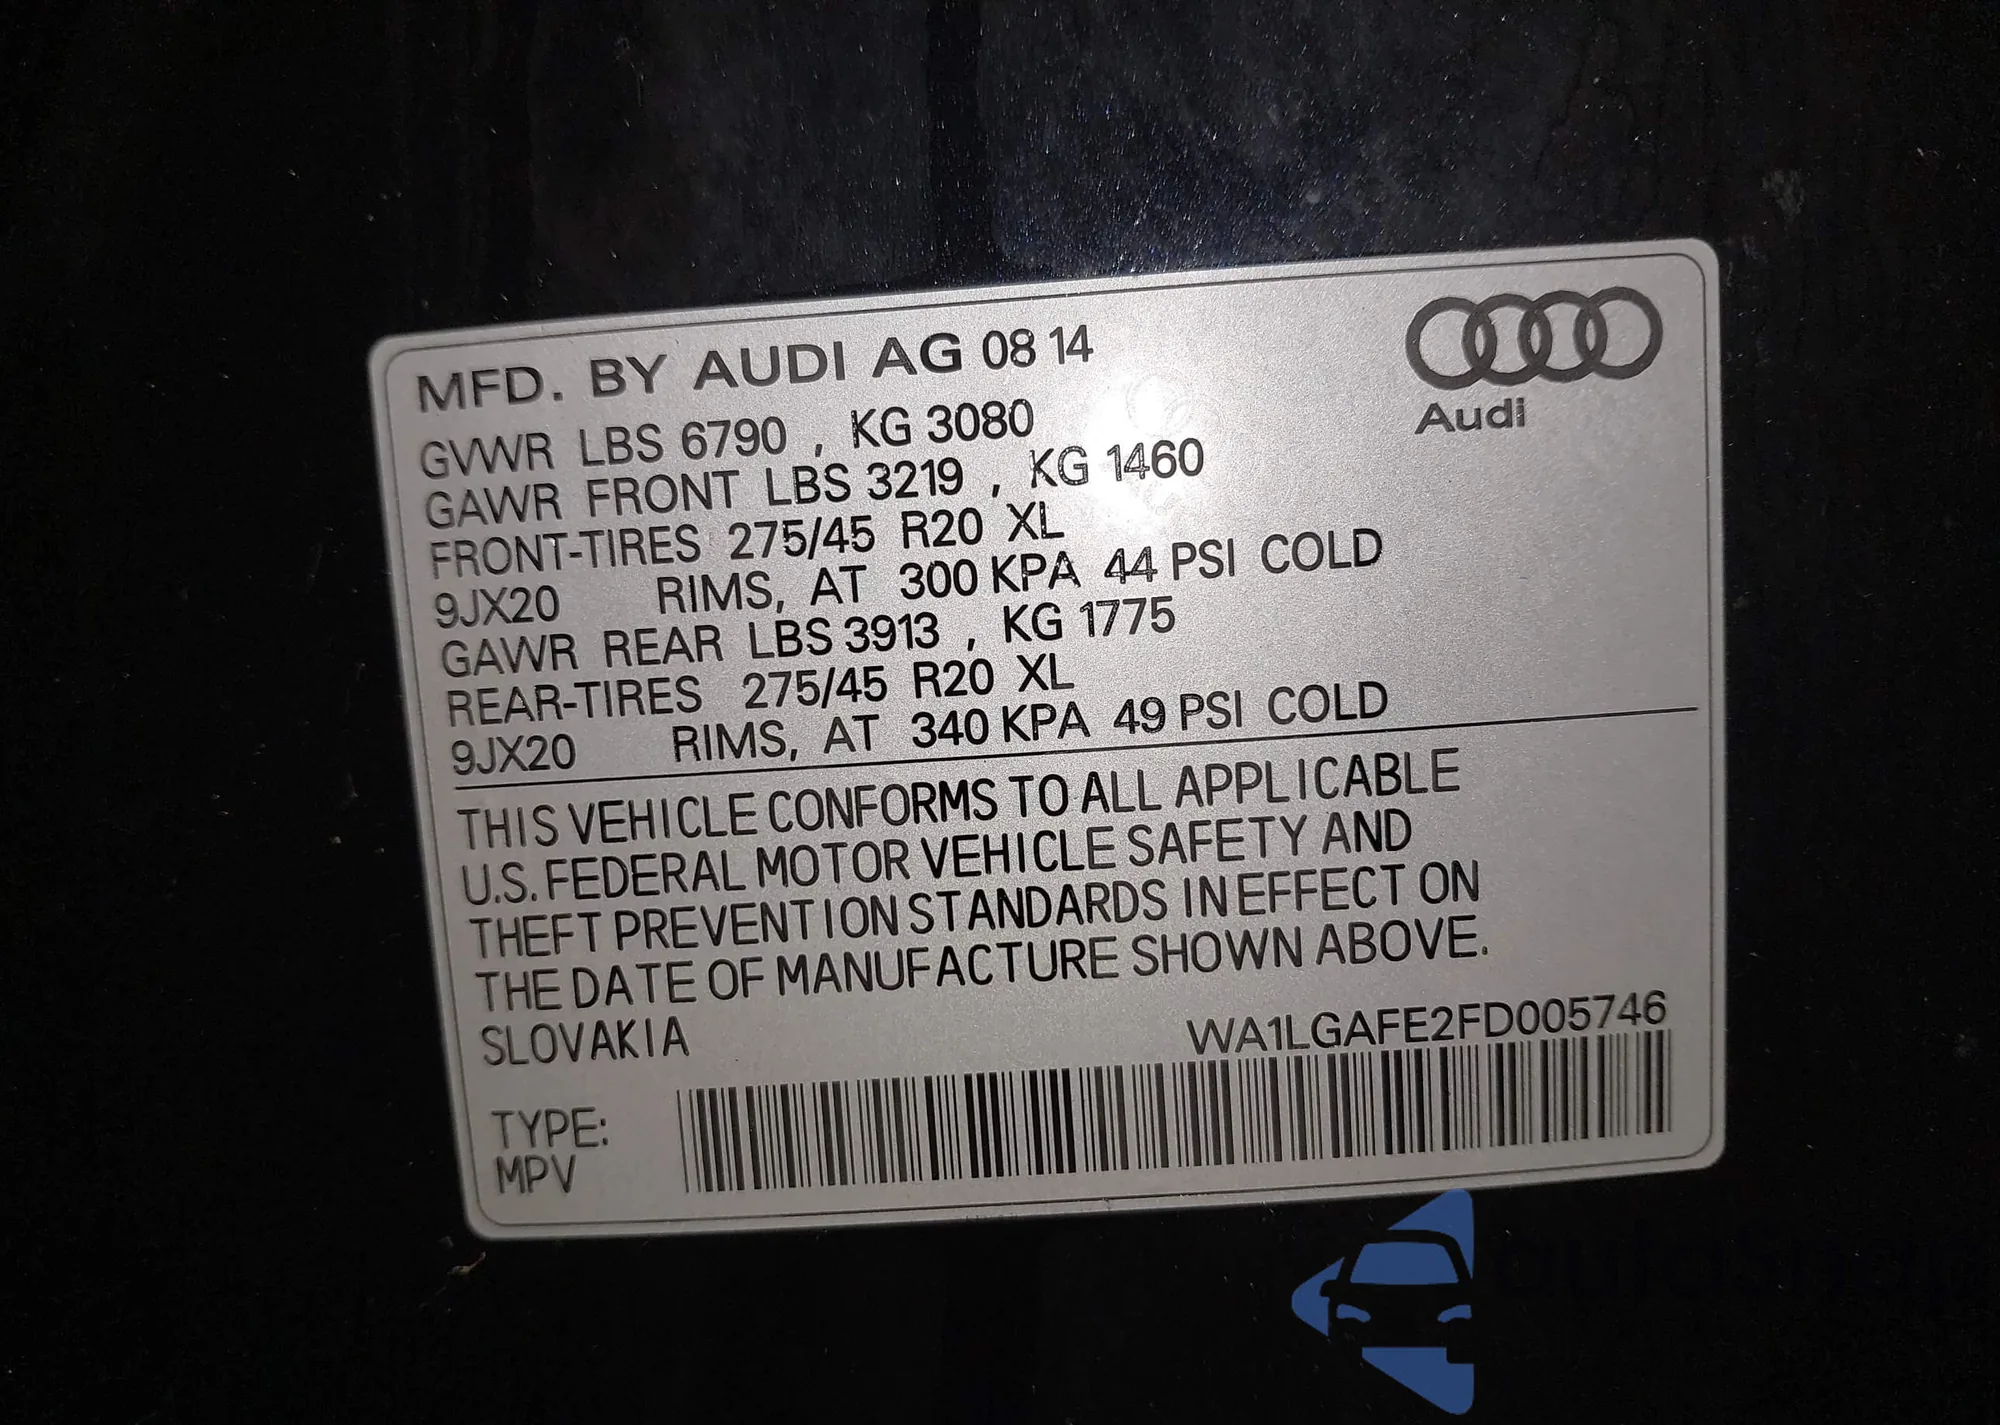 MFD. BY AUDI AG 08 14
Audi
GVWR LBS 6790 , KG 3080
GAWR FRONT LBS 3219 , KG 1460
FRONT-TIRES 275/45 R20 XL
9JX20 RIMS, AT 300 KPA 44 PSI COLD
GAWR REAR LBS 3913 , KG 1775
REAR-TIRES 275/45 R20 XL
9JX20 RIMS, AT 340 KPA 49 PSI COLD
THIS VEHICLE CONFORMS TO ALL APPLICABLE
U.S. FEDERAL MOTOR VEHICLE SAFETY AND
THEFT PREVENTION STANDARDS IN EFFECT ON
THE DATE OF MANUFACTURE SHOWN ABOVE.
SLOVAKIA
WA1LGAFE2FD005746
TYPE:
MPV